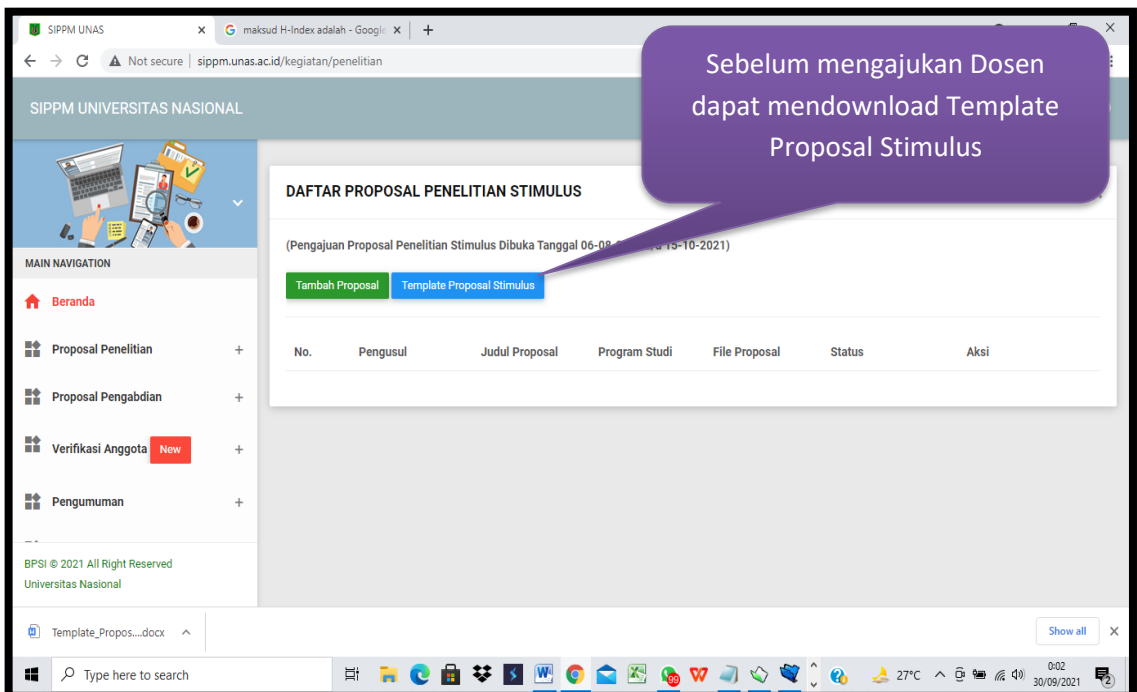 SIPPM UNAS
maksud H-Index adalah - Google
Not secure | sippm.unas.ac.id/kegiatan/penelitian
Sebelum mengajukan Dosen
dapat mendownload Template
Proposal Stimulus
SIPPM UNIVERSITAS NASIONAL
DAFTAR PROPOSAL PENELITIAN STIMULUS
(Pengajuan Proposal Penelitian Stimulus Dibuka Tanggal 06-08- 15-10-2021)
MAIN NAVIGATION
Tambah Proposal Template Proposal Stimulus
Beranda
Proposal Penelitian +
No. Pengusul Judul Proposal Program Studi File Proposal Status Aksi
Proposal Pengabdian +
Verifikasi Anggota New +
Pengumuman +
BPSI © 2021 All Right Reserved
Universitas Nasional
Template_Propos....docx
Show all
Type here to search
99
27°C
0:02
30/09/2021
2